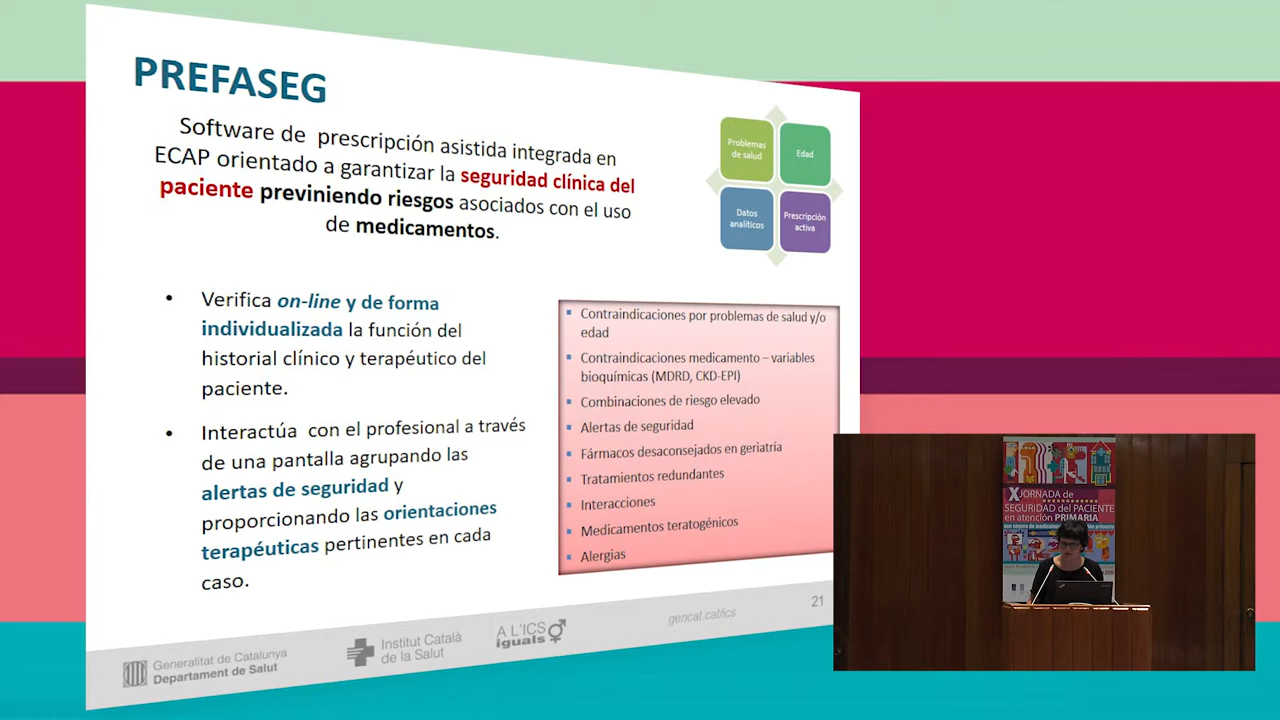 PREFASEG
Software de prescripción asistida integrada en
ECAP orientado a garantizar la seguridad clínica del
paciente previniendo riesgos asociados con el uso
de medicamentos.
Problemas
de salud
Edad
Datos
analíticos
Prescripción
activa
• Verifica on-line y de forma
individualizada la función del
historial clínico y terapéutico del
paciente.
• Interactúa con el profesional a través
de una pantalla agrupando las
alertas de seguridad y
proporcionando las orientaciones
terapéuticas pertinentes en cada
caso.
Contraindicaciones por problemas de salud y/o
edad
Contraindicaciones medicamento – variables
bioquímicas (MDRD, CKD-EPI)
Combinaciones de riesgo elevado
Alertas de seguridad
Fármacos desaconsejados en geriatría
Tratamientos redundantes
Interacciones
Medicamentos teratogénicos
Alergias
Generalitat de Catalunya
Departament de Salut
Institut Català
de la Salut
A L'ICS
iguals
gencat.cat/ics
21
X JORNADA de
SEGURIDAD del PACIENTE
en atención PRIMARIA